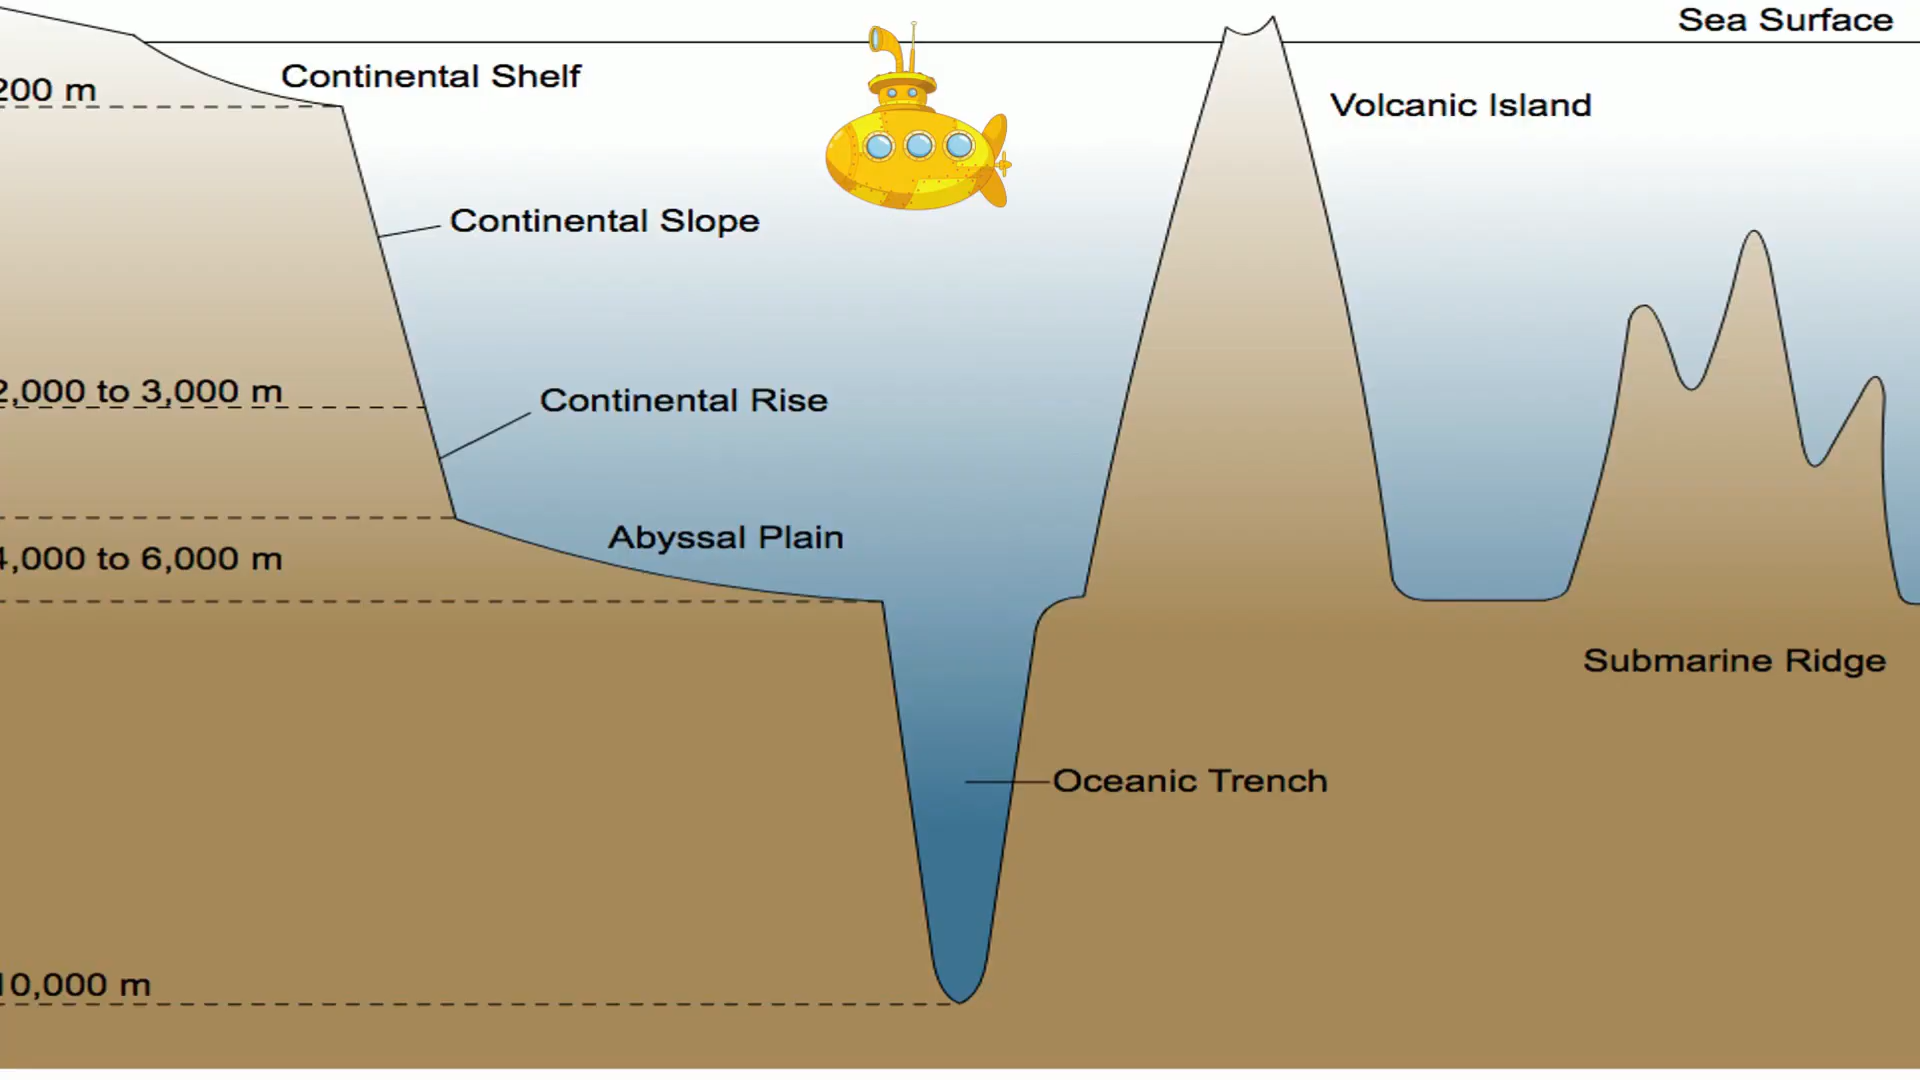 Sea Surface
Continental Shelf
200 m
Volcanic Island
Continental Slope
2,000 to 3,000 m
Continental Rise
Abyssal Plain
4,000 to 6,000 m
Submarine Ridge
Oceanic Trench
10,000 m